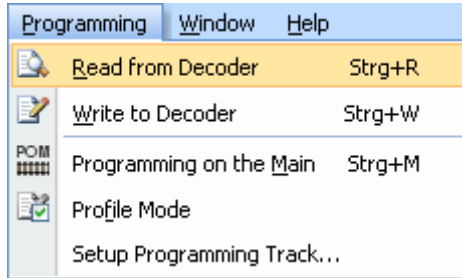 Programming Window Help
Read from Decoder Strg+R
Write to Decoder Strg+W
POM Programming on the Main Strg+M
Profile Mode
Setup Programming Track...